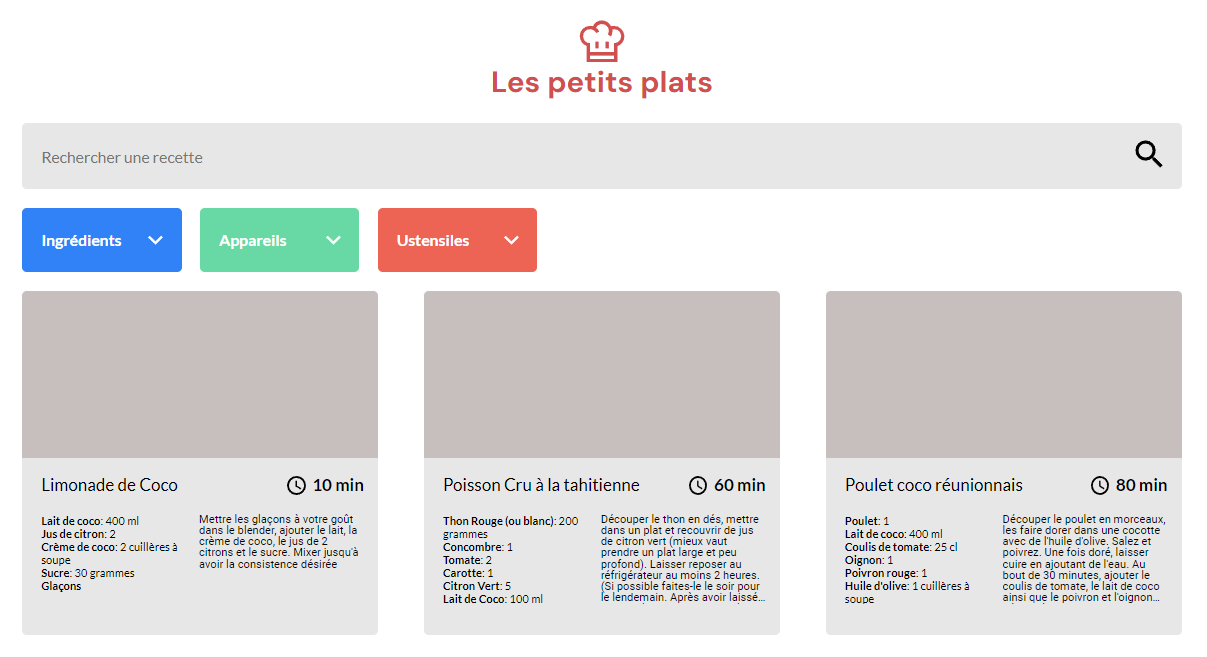 Les petits plats
Rechercher une recette
Ingrédients
Appareils
Ustensiles
Limonade de Coco
10 min
Lait de coco: 400 ml
Jus de citron: 2
Crème de coco: 2 cuillères à
soupe
Sucre: 30 grammes
Glaçons
Mettre les glaçons à votre goût
dans le blender, ajouter le lait, la
crème de coco, le jus de 2
citrons et le sucre. Mixer jusqu'à
avoir la consistence désirée
Poisson Cru à la tahitienne
60 min
Thon Rouge (ou blanc): 200
grammes
Concombre: 1
Tomate: 2
Carotte: 1
Citron Vert: 5
Lait de Coco: 100 ml
Découper le thon en dés, mettre
dans un plat et recouvrir de jus
de citron vert (mieux vaut
prendre un plat large et peu
profond). Laisser reposer au
réfrigérateur au moins 2 heures.
(Si possible faites-le le soir pour
le lendemain. Après avoir laissé...
Poulet coco réunionnais
80 min
Poulet: 1
Lait de coco: 400 ml
Coulis de tomate: 25 cl
Oignon: 1
Poivron rouge: 1
Huile d'olive: 1 cuillères à
soupe
Découper le poulet en morceaux,
les faire dorer dans une cocotte
avec de l'huile d'olive. Salez et
poivrez. Une fois doré, laisser
cuire en ajoutant de l'eau. Au
bout de 30 minutes, ajouter le
coulis de tomate, le lait de coco
ainsi que le poivron et l'oignon...